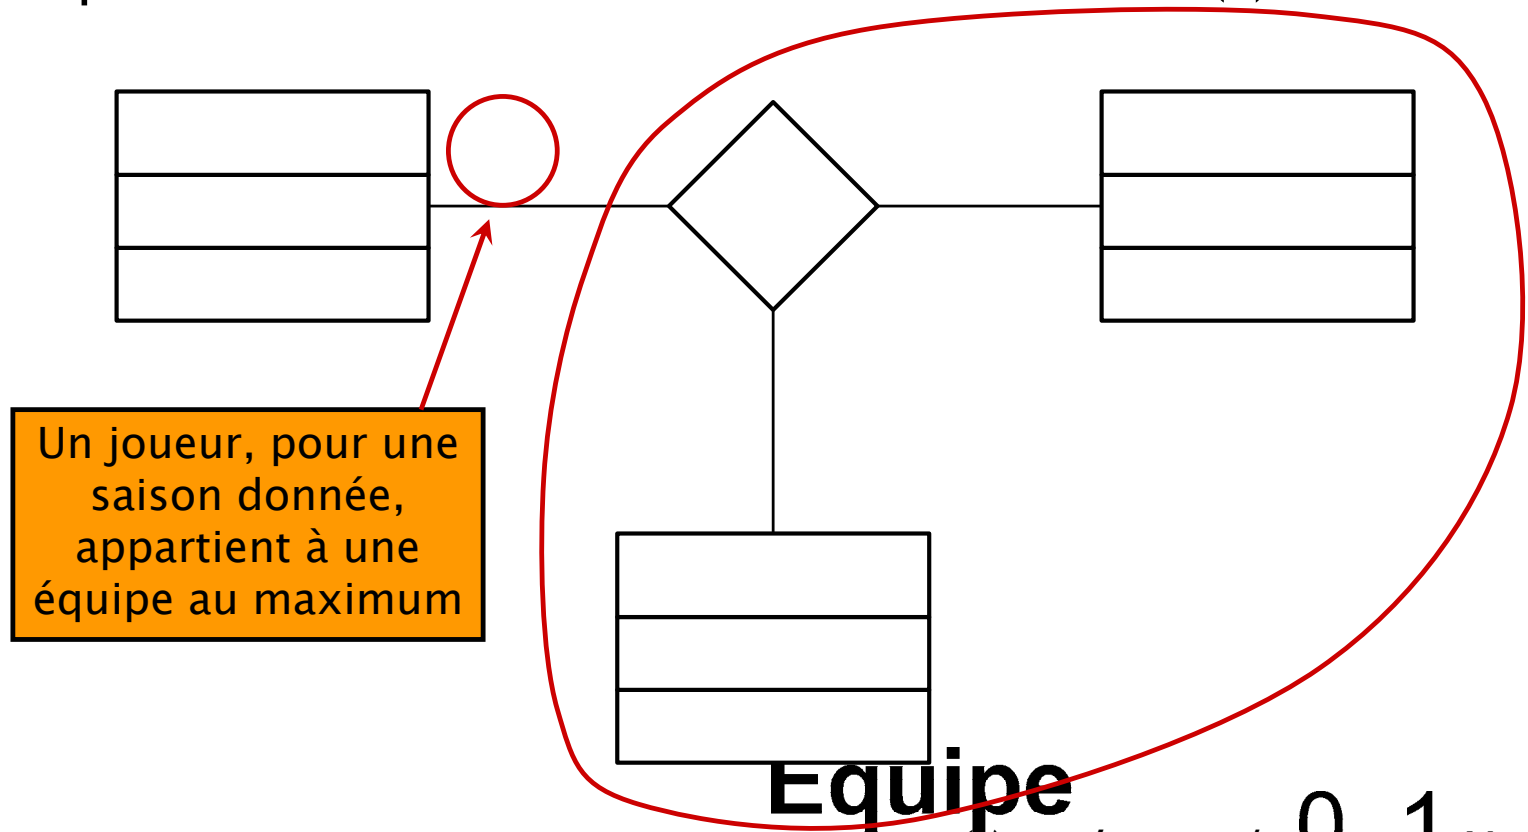 Un joueur, pour une
saison donnée,
appartient à une
équipe au maximum
Equipe
0 1